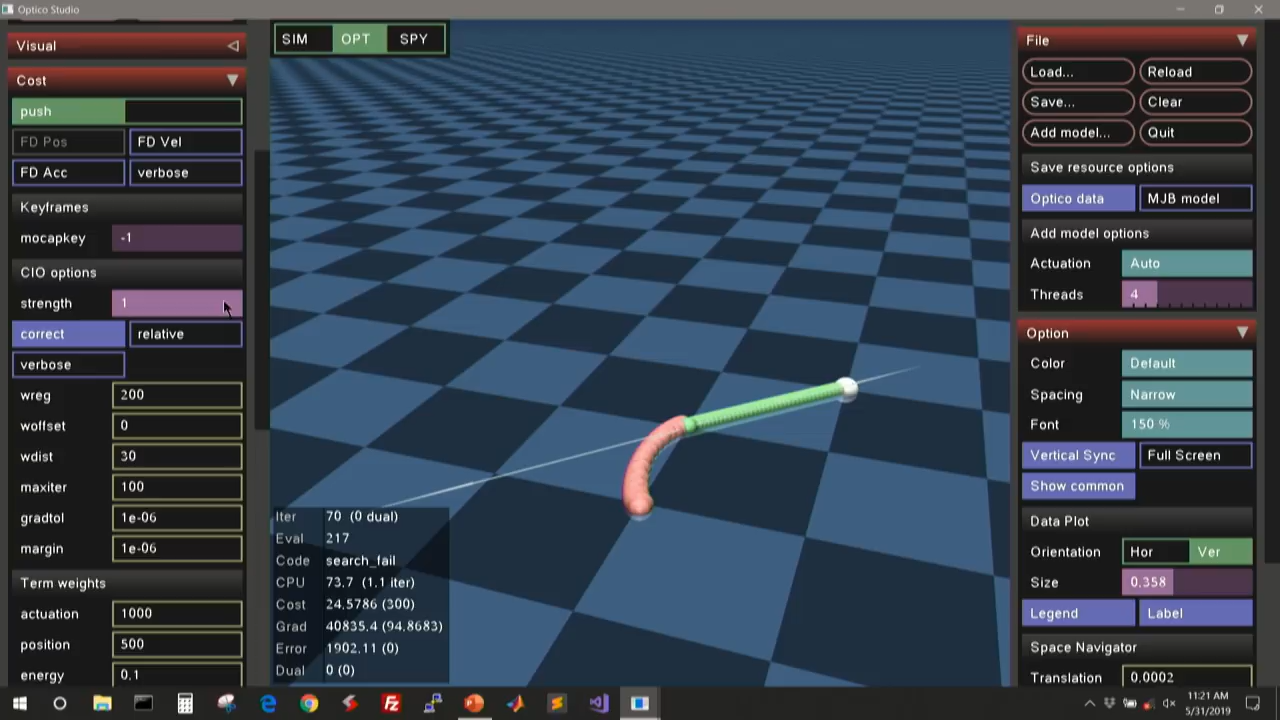 Optico Studio
Visual
Cost
push
FD Pos FD Vel
FD Acc verbose
Keyframes
mocapkey -1
CIO options
strength 1
correct relative
verbose
wreg 200
woffset 0
wdist 30
maxiter 100
gradtol 1e-06
margin 1e-06
Term weights
actuation 1000
position 500
energy 0.1
SIM OPT SPY
Iter 70 (0 dual)
Eval 217
Code search_fail
CPU 73.7 (1.1 iter)
Cost 24.5786 (300)
Grad 40835.4 (94.8683)
Error 1902.11 (0)
Dual 0 (0)
File
Load... Reload
Save... Clear
Add model... Quit
Save resource options
Optico data MJB model
Add model options
Actuation Auto
Threads 4
Option
Color Default
Spacing Narrow
Font 150 %
Vertical Sync Full Screen
Show common
Data Plot
Orientation Hor Ver
Size 0.358
Legend Label
Space Navigator
Translation 0.0002
11:21 AM
5/31/2019